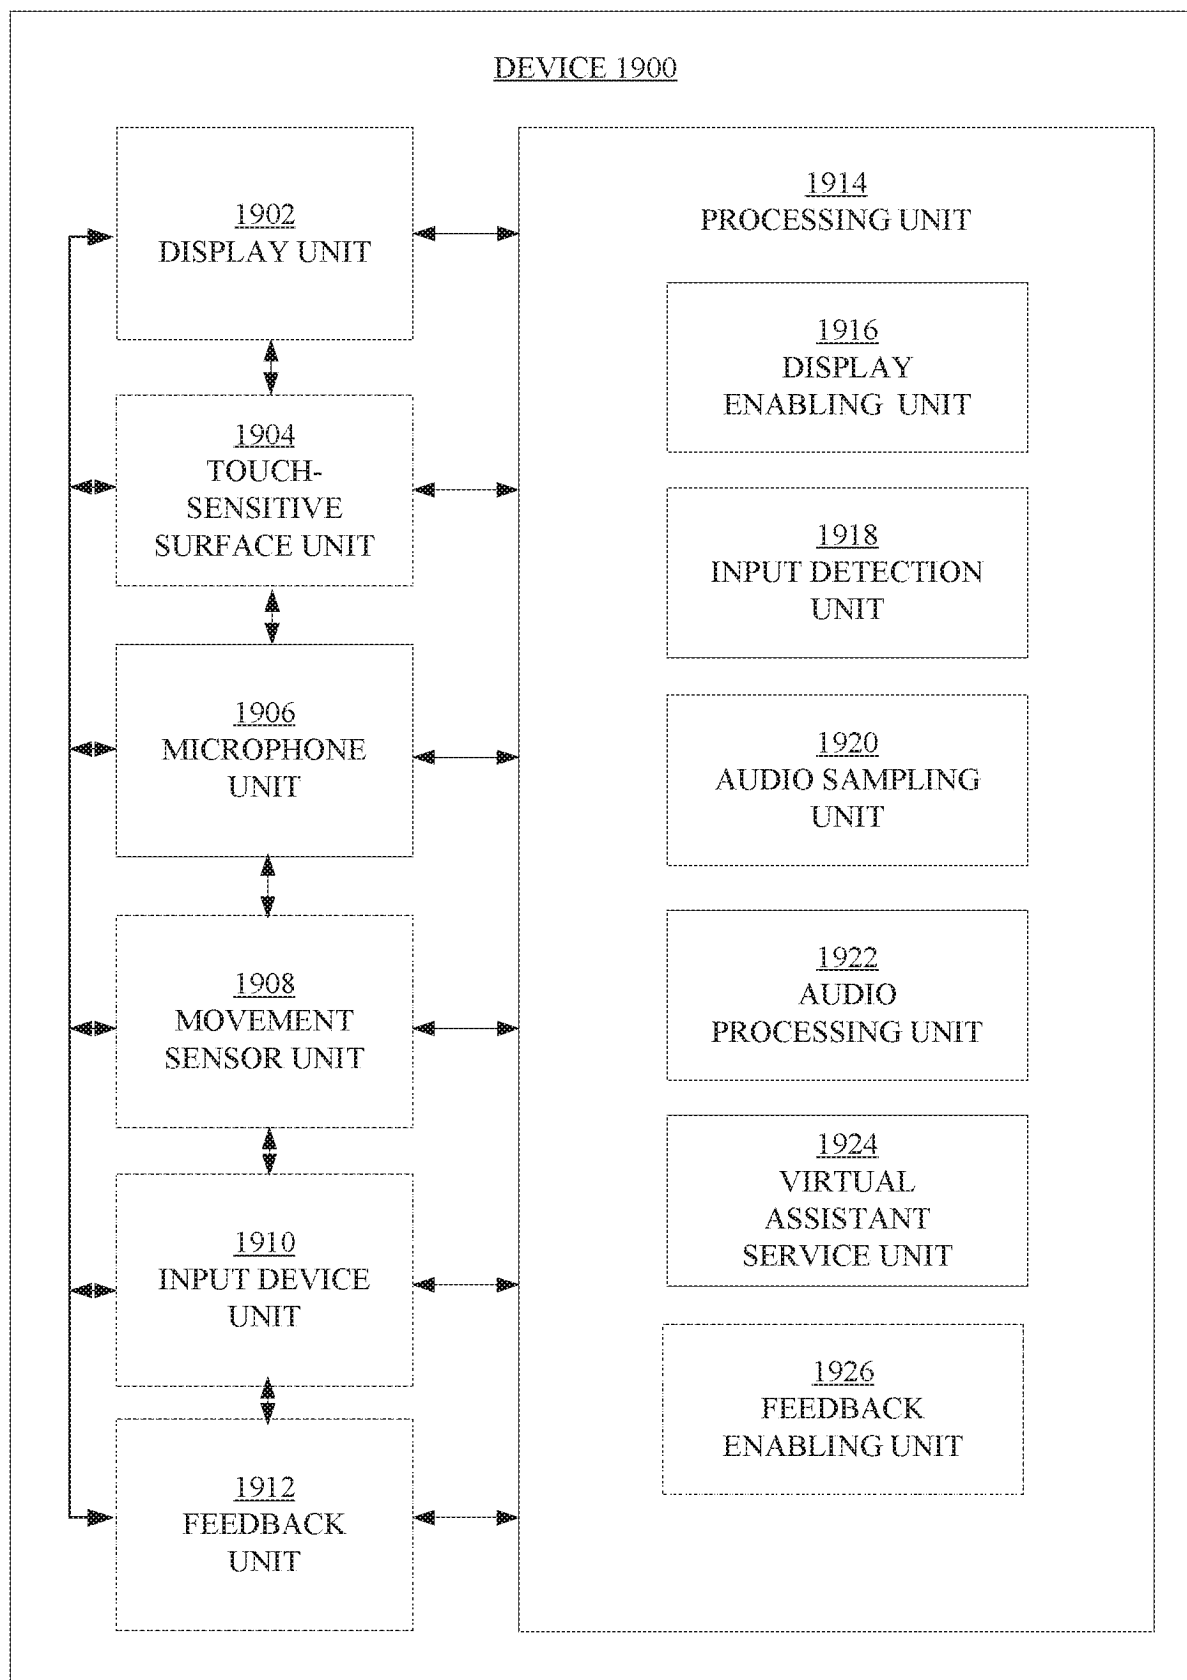 DEVICE 1900
1902
DISPLAY UNIT
1904
TOUCH-
SENSITIVE
SURFACE UNIT
1906
MICROPHONE
UNIT
1908
MOVEMENT
SENSOR UNIT
1910
INPUT DEVICE
UNIT
1912
FEEDBACK
UNIT
1914
PROCESSING UNIT
1916
DISPLAY
ENABLING UNIT
1918
INPUT DETECTION
UNIT
1920
AUDIO SAMPLING
UNIT
1922
AUDIO
PROCESSING UNIT
1924
VIRTUAL
ASSISTANT
SERVICE UNIT
1926
FEEDBACK
ENABLING UNIT